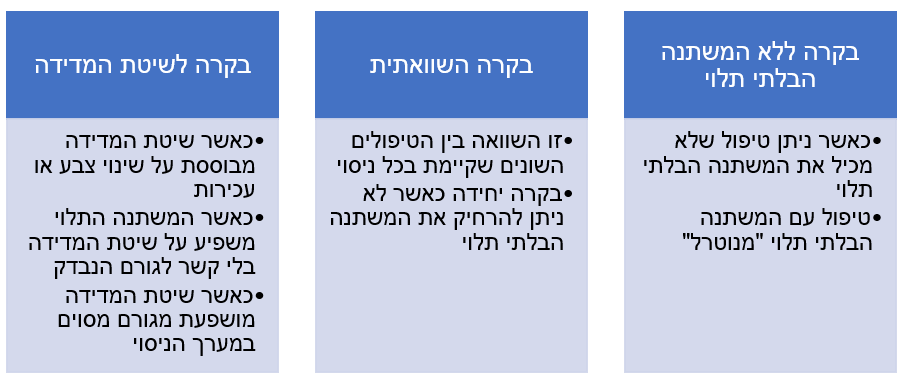 בקרה ללא המשתנה
הבלתי תלוי
•כאשר ניתן טיפול שלא
מכיל את המשתנה הבלתי
תלוי
•טיפול עם המשתנה
הבלתי תלוי "מנוטרל"
בקרה השוואתית
•זו השוואה בין הטיפולים
השונים שקיימת בכל ניסוי
•בקרה יחידה כאשר לא
ניתן להרחיק את המשתנה
הבלתי תלוי
בקרה לשיטת המדידה
•כאשר שיטת המדידה
מבוססת על שינוי צבע או
עכירות
•כאשר המשתנה התלוי
משפיע על שיטת המדידה
בלי קשר לגורם הנבדק
•כאשר שיטת המדידה
מושפעת מגורם מסוים
במערך הניסוי